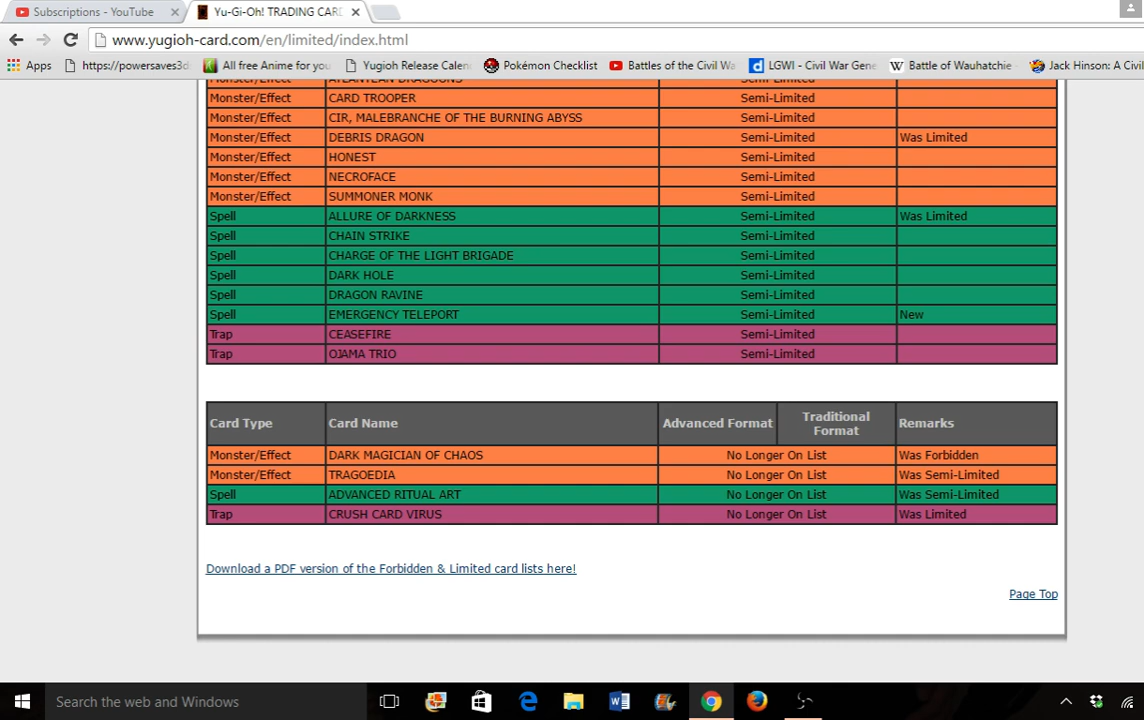 Subscriptions - YouTube
Yu-Gi-Oh! TRADING CARD
www.yugioh-card.com/en/limited/index.html
Apps https://powersaves3d All free Anime for you Yugioh Release Calen Pokémon Checklist Battles of the Civil Wa LGWI - Civil War Gene Battle of Wauhatchie Jack Hinson: A Civil
Monster/Effect ATLANTEAN DRAGOONS Semi-Limited
Monster/Effect CARD TROOPER Semi-Limited
Monster/Effect CIR, MALEBRANCHE OF THE BURNING ABYSS Semi-Limited
Monster/Effect DEBRIS DRAGON Semi-Limited Was Limited
Monster/Effect HONEST Semi-Limited
Monster/Effect NECROFACE Semi-Limited
Monster/Effect SUMMONER MONK Semi-Limited
Spell ALLURE OF DARKNESS Semi-Limited Was Limited
Spell CHAIN STRIKE Semi-Limited
Spell CHARGE OF THE LIGHT BRIGADE Semi-Limited
Spell DARK HOLE Semi-Limited
Spell DRAGON RAVINE Semi-Limited
Spell EMERGENCY TELEPORT Semi-Limited New
Trap CEASEFIRE Semi-Limited
Trap OJAMA TRIO Semi-Limited
Card Type Card Name Advanced Format Traditional Format Remarks
Monster/Effect DARK MAGICIAN OF CHAOS No Longer On List Was Forbidden
Monster/Effect TRAGOEDIA No Longer On List Was Semi-Limited
Spell ADVANCED RITUAL ART No Longer On List Was Semi-Limited
Trap CRUSH CARD VIRUS No Longer On List Was Limited
Download a PDF version of the Forbidden & Limited card lists here!
Page Top
Search the web and Windows